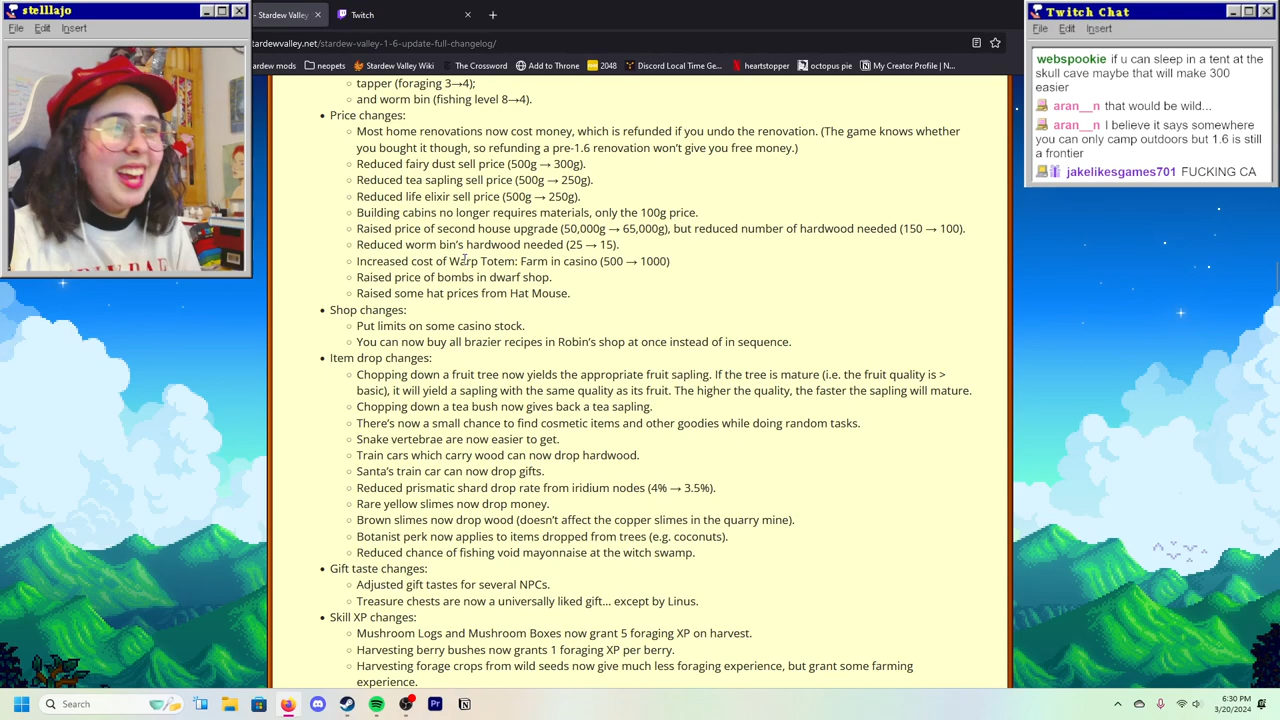 stelllajo
File Edit Insert
- Stardew Valley
Twitch
tardewvalley.net/stardew-valley-1-6-update-full-changelog/
ardew mods
neopets
Stardew Valley Wiki
The Crossword
Add to Throne
2048
Discord Local Time Ge...
heartstopper
octopus pie
My Character Profile, N...
tapper (foraging 3→4);
and worm bin (fishing level 8→4).
Price changes:
Most home renovations now cost money, which is refunded if you undo the renovation. (The game knows whether
you bought it though, so refunding a pre-1.6 renovation won't give you free money.)
Reduced fairy dust sell price (500g → 300g).
Reduced tea sapling sell price (500g → 250g).
Reduced life elixir sell price (500g → 250g).
Building cabins no longer requires materials, only the 100g price.
Raised price of second house upgrade (50,000g → 65,000g), but reduced number of hardwood needed (150 → 100).
Reduced worm bin's hardwood needed (25 → 15).
Increased cost of Warp Totem: Farm in casino (500 → 1000)
Raised price of bombs in dwarf shop.
Raised some hat prices from Hat Mouse.
Shop changes:
Put limits on some casino stock.
You can now buy all brazier recipes in Robin's shop at once instead of in sequence.
Item drop changes:
Chopping down a fruit tree now yields the appropriate fruit sapling. If the tree is mature (i.e. the fruit quality is >
basic), it will yield a sapling with the same quality as its fruit. The higher the quality, the faster the sapling will mature.
Chopping down a tea bush now gives back a tea sapling.
There's now a small chance to find cosmetic items and other goodies while doing random tasks.
Snake vertebrae are now easier to get.
Train cars which carry wood can now drop hardwood.
Santa's train car can now drop gifts.
Reduced prismatic shard drop rate from iridium nodes (4% → 3.5%).
Rare yellow slimes now drop money.
Brown slimes now drop wood (doesn't affect the copper slimes in the quarry mine).
Botanist perk now applies to items dropped from trees (e.g. coconuts).
Reduced chance of fishing void mayonnaise at the witch swamp.
Gift taste changes:
Adjusted gift tastes for several NPCs.
Treasure chests are now a universally liked gift... except by Linus.
Skill XP changes:
Mushroom Logs and Mushroom Boxes now grant 5 foraging XP on harvest.
Harvesting berry bushes now grants 1 foraging XP per berry.
Harvesting forage crops from wild seeds now give much less foraging experience, but grant some farming
experience.
Twitch Chat
File Edit Insert
webspookie if u can sleep in a tent at the
skull cave maybe that will make 300
easier
aran__n that would be wild...
aran__n I believe it says somewhere
you can only camp outdoors but 1.6 is still
a frontier
jakelikesgames701 FUCKING CA
Search
Pr
6:30 PM
3/20/2024